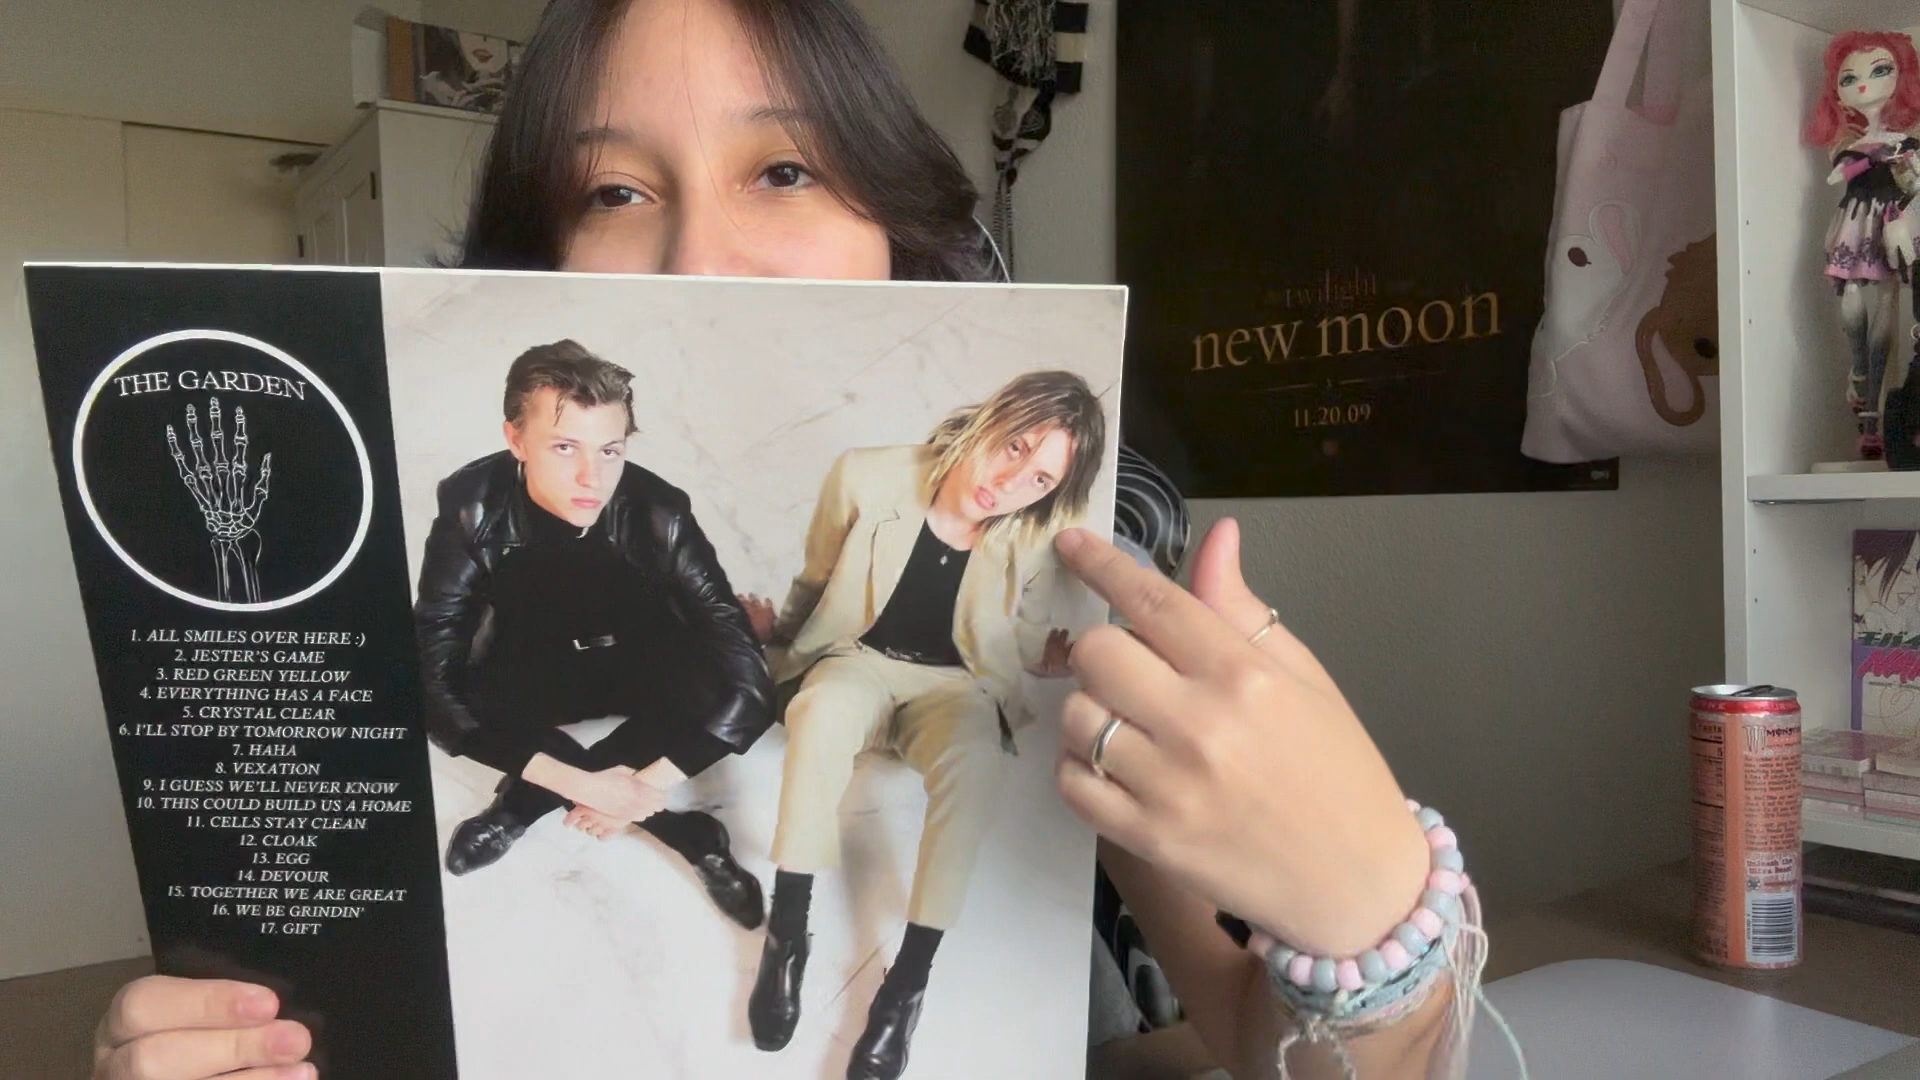 THE GARDEN
1. ALL SMILES OVER HERE :)
2. JESTER'S GAME
3. RED GREEN YELLOW
4. EVERYTHING HAS A FACE
5. CRYSTAL CLEAR
6. I'LL STOP BY TOMORROW NIGHT
7. HAHA
8. VEXATION
9. I GUESS WE'LL NEVER KNOW
10. THIS COULD BUILD US A HOME
11. CELLS STAY CLEAN
12. CLOAK
13. EGG
14. DEVOUR
15. TOGETHER WE ARE GREAT
16. WE BE GRINDIN'
17. GIFT
twilight
new moon
11.20.09
MONSTER